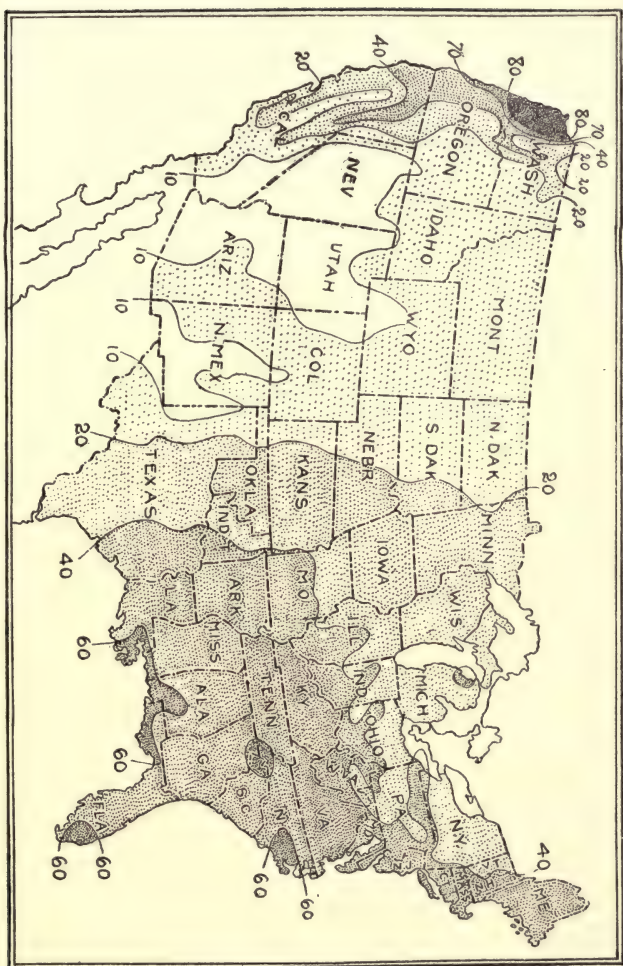 80
70
40
20
20
20
80
70
40
20
WASH
OREGON
CAL
NEV
IDAHO
MONT
WYO
UTAH
ARIZ
COL
N.MEX
10
10
10
10
N.DAK
S.DAK
NEBR
KANS
OKLA
IND T
TEXAS
20
20
40
MINN
IOWA
MO
ARK
LA
WIS
ILL
MICH
IND
OHIO
KY
TENN
MISS
ALA
GA
FLA
S.C
N
VA
PA
N.Y.
ME
40
60
60
60
60
60
60